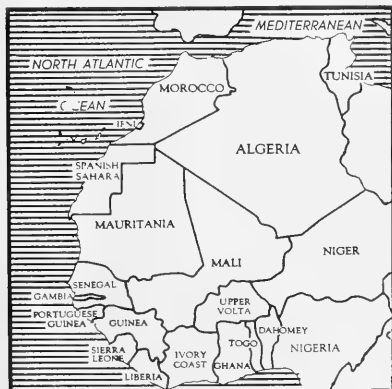 MEDITERRANEAN
NORTH ATLANTIC
OCEAN
MOROCCO
TUNISIA
IFNI
ALGERIA
SPANISH
SAHARA
MAURITANIA
MALI
NIGER
SENEGAL
GAMBIA
UPPER
VOLTA
PORTUGUESE
GUINEA
GUINEA
DAHOMEY
NIGERIA
SIERRA
LEONE
IVORY
COAST
TOGO
GHANA
LIBERIA